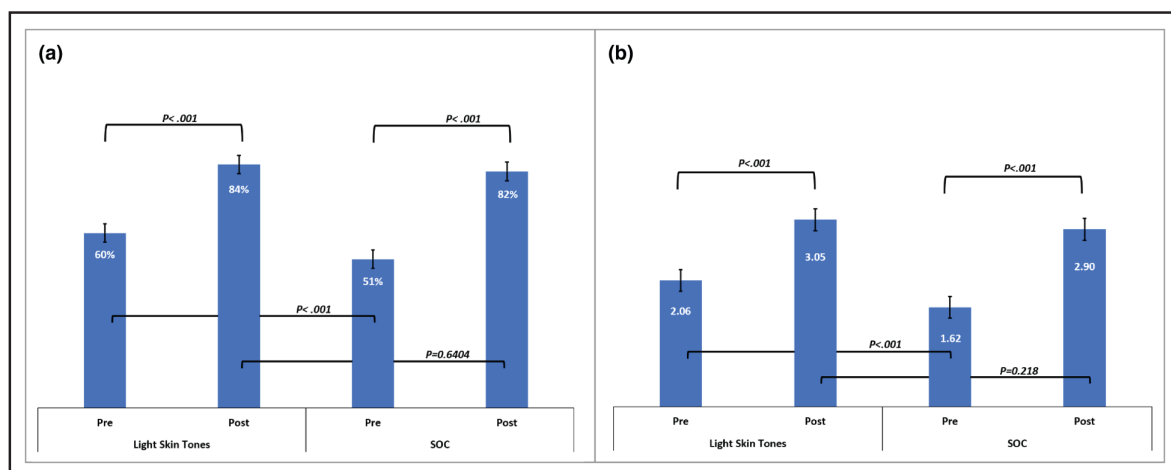 (a)
P< .001
P< .001
84%
82%
60%
51%
P< .001
P=0.6404
Pre
Post
Pre
Post
Light Skin Tones
SOC
(b)
P<.001
P<.001
3.05
2.90
2.06
1.62
P<.001
P=0.218
Pre
Post
Pre
Post
Light Skin Tones
SOC